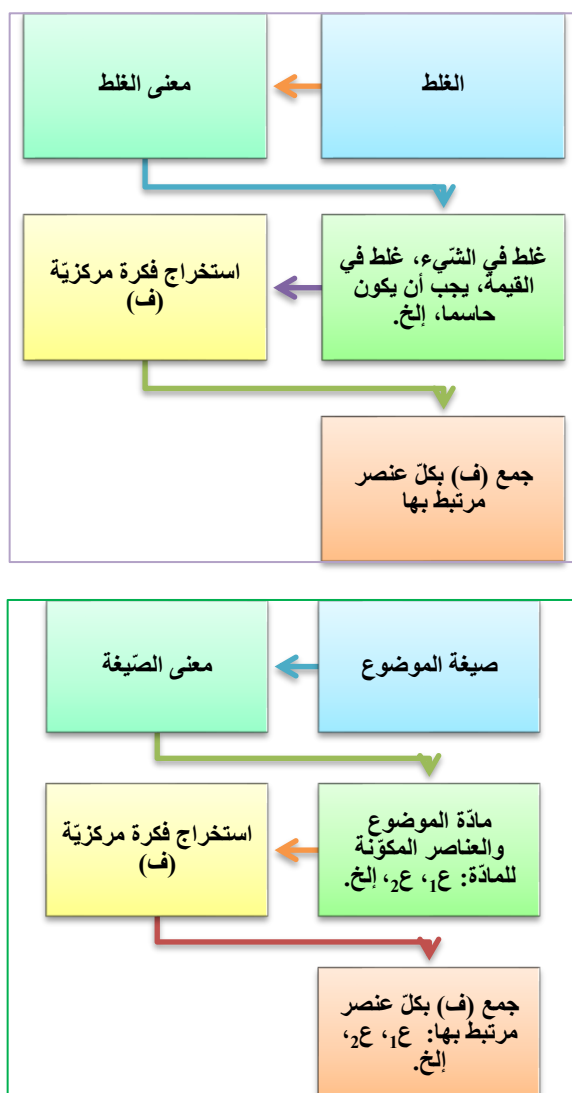 الغلط
معنى الغلط
غلط في الشّيء، غلط في
القيمة، يجب أن يكون
حاسما، إلخ.
استخراج فكرة مركزيّة
(ف)
جمع (ف) بكلّ عنصر
مرتبط بها
صيغة الموضوع
معنى الصّيغة
مادّة الموضوع
والعناصر المكوّنة
للمادّة: ع1، ع2، إلخ.
استخراج فكرة مركزيّة
(ف)
جمع (ف) بكلّ عنصر
مرتبط بها: ع1، ع2،
إلخ.